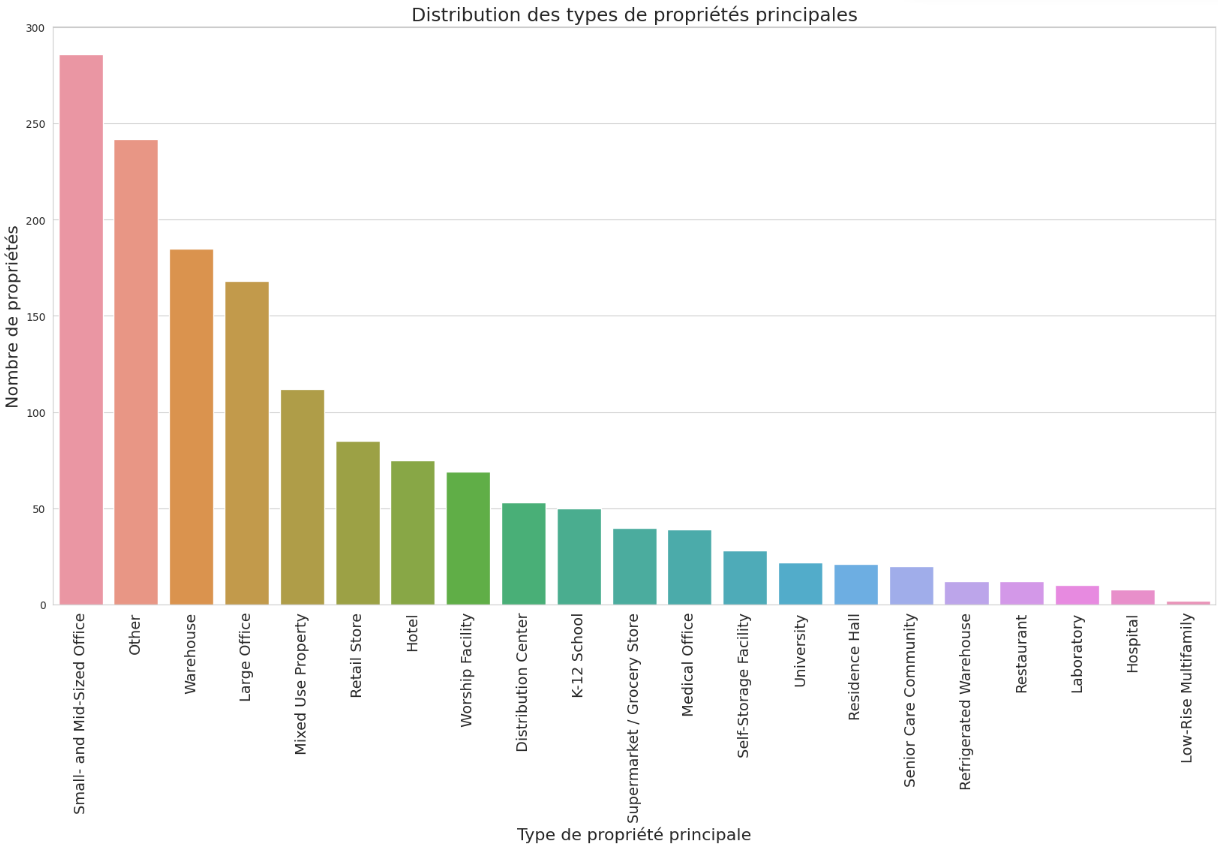 Distribution des types de propriétés principales
Nombre de propriétés
300
250
200
150
100
50
0
Small- and Mid-Sized Office
Other
Warehouse
Large Office
Mixed Use Property
Retail Store
Hotel
Worship Facility
Distribution Center
K-12 School
Supermarket / Grocery Store
Medical Office
Self-Storage Facility
University
Residence Hall
Senior Care Community
Refrigerated Warehouse
Restaurant
Laboratory
Hospital
Low-Rise Multifamily
Type de propriété principale